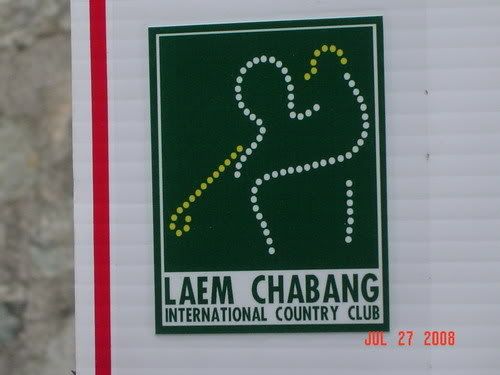 LAEM CHABANG
INTERNATIONAL COUNTRY CLUB
JUL 27 2008